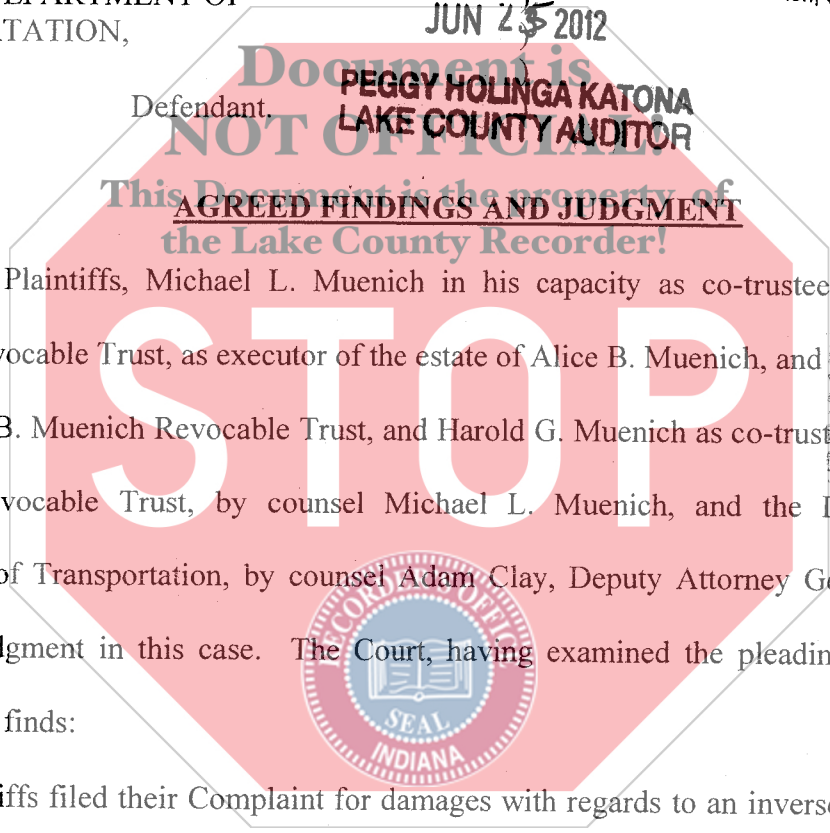 JUN 25 2012
TATION,
Document is
PEGGY HOLINGA KATONA
Defendant.
LAKE COUNTY AUDITOR
NOT OFFICIAL!
This Document is the property of
AGREED FINDINGS AND JUDGMENT
the Lake County Recorder!
Plaintiffs, Michael L. Muenich in his capacity as co-trustee
vocable Trust, as executor of the estate of Alice B. Muenich, and
B. Muenich Revocable Trust, and Harold G. Muenich as co-trust
vocable Trust, by counsel Michael L. Muenich, and the I
of Transportation, by counsel Adam Clay, Deputy Attorney Ge
dgment in this case. The Court, having examined the pleadin
finds:
iffs filed their Complaint for damages with regards to an inverse
STOP
RECORDER'S OFFICE
SEAL
INDIANA